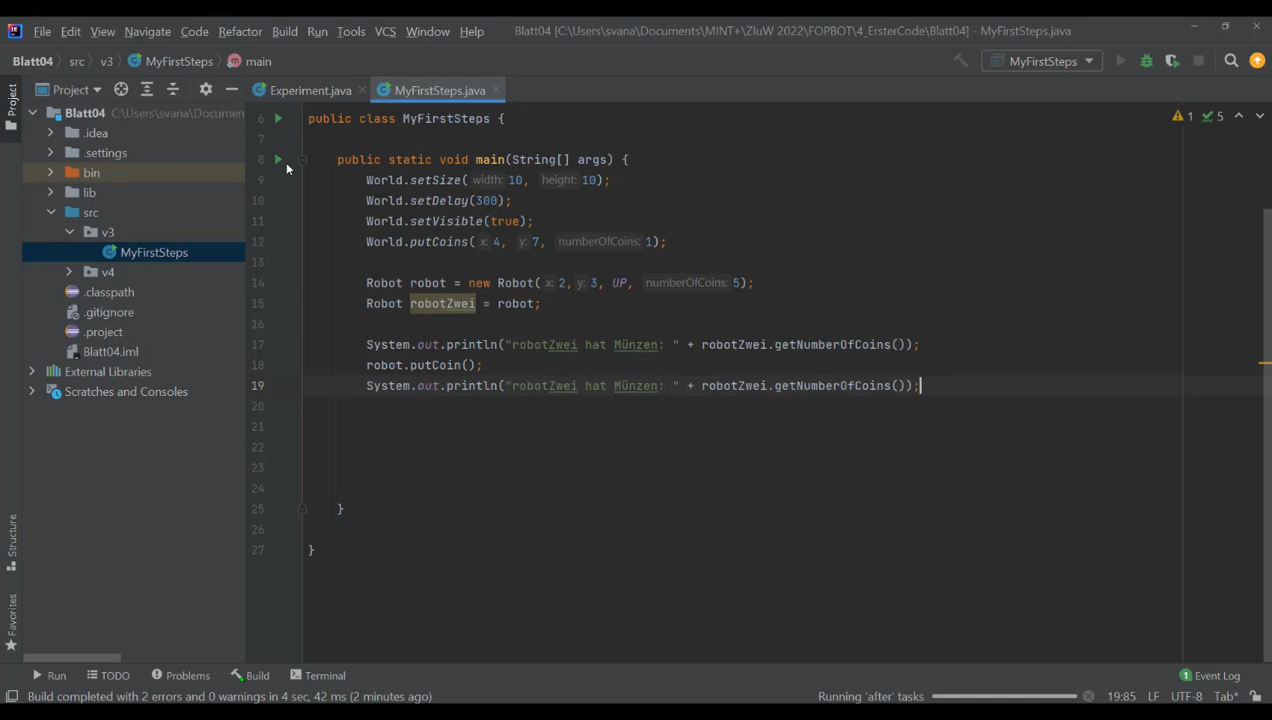 File Edit View Navigate Code Refactor Build Run Tools VCS Window Help Blatt04 [C:\Users\svana\Documents\MINT+\ZluW 2022\FOPBOT\4_ErsterCode\Blatt04] - MyFirstSteps.java
Blatt04 src v3 MyFirstSteps main MyFirstSteps
Project Project Experiment.java MyFirstSteps.java
Blatt04 C:\Users\svana\Documen
.idea
.settings
bin
lib
src
v3
MyFirstSteps
v4
.classpath
.gitignore
.project
Blatt04.iml
External Libraries
Scratches and Consoles
1 5
6 public class MyFirstSteps {
7
8 public static void main(String[] args) {
9 World.setSize( width: 10, height: 10);
10 World.setDelay(300);
11 World.setVisible(true);
12 World.putCoins( x: 4, y: 7, numberOfCoins: 1);
13
14 Robot robot = new Robot( x: 2, y: 3, UP, numberOfCoins: 5);
15 Robot robotZwei = robot;
16
17 System.out.println("robotZwei hat Münzen: " + robotZwei.getNumberOfCoins());
18 robot.putCoin();
19 System.out.println("robotZwei hat Münzen: " + robotZwei.getNumberOfCoins());
20
21
22
23
24
25 }
26
27 }
Structure
Favorites
Run TODO Problems Build Terminal 1 Event Log
Build completed with 2 errors and 0 warnings in 4 sec, 42 ms (2 minutes ago) Running 'after' tasks 19:85 LF UTF-8 Tab*